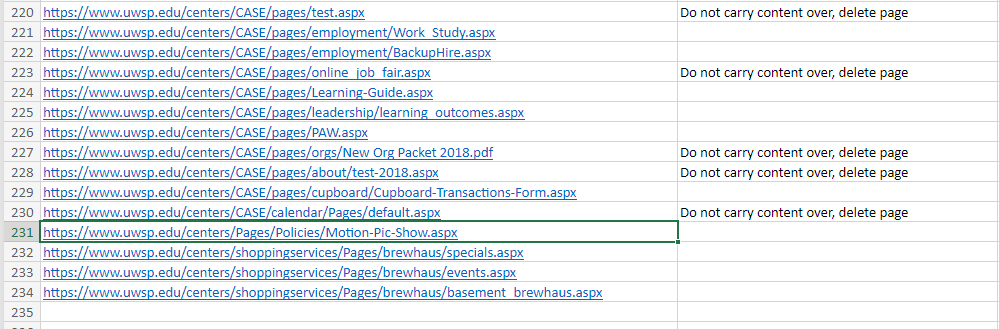 220 https://www.uwsp.edu/centers/CASE/pages/test.aspx Do not carry content over, delete page
221 https://www.uwsp.edu/centers/CASE/pages/employment/Work_Study.aspx
222 https://www.uwsp.edu/centers/CASE/pages/employment/BackupHire.aspx
223 https://www.uwsp.edu/centers/CASE/pages/online_job_fair.aspx Do not carry content over, delete page
224 https://www.uwsp.edu/centers/CASE/pages/Learning-Guide.aspx
225 https://www.uwsp.edu/centers/CASE/pages/leadership/learning_outcomes.aspx
226 https://www.uwsp.edu/centers/CASE/pages/PAW.aspx
227 https://www.uwsp.edu/centers/CASE/pages/orgs/New Org Packet 2018.pdf Do not carry content over, delete page
228 https://www.uwsp.edu/centers/CASE/pages/about/test-2018.aspx Do not carry content over, delete page
229 https://www.uwsp.edu/centers/CASE/pages/cupboard/Cupboard-Transactions-Form.aspx
230 https://www.uwsp.edu/centers/CASE/calendar/Pages/default.aspx Do not carry content over, delete page
231 https://www.uwsp.edu/centers/Pages/Policies/Motion-Pic-Show.aspx
232 https://www.uwsp.edu/centers/shoppingservices/Pages/brewhaus/specials.aspx
233 https://www.uwsp.edu/centers/shoppingservices/Pages/brewhaus/events.aspx
234 https://www.uwsp.edu/centers/shoppingservices/Pages/brewhaus/basement_brewhaus.aspx
235